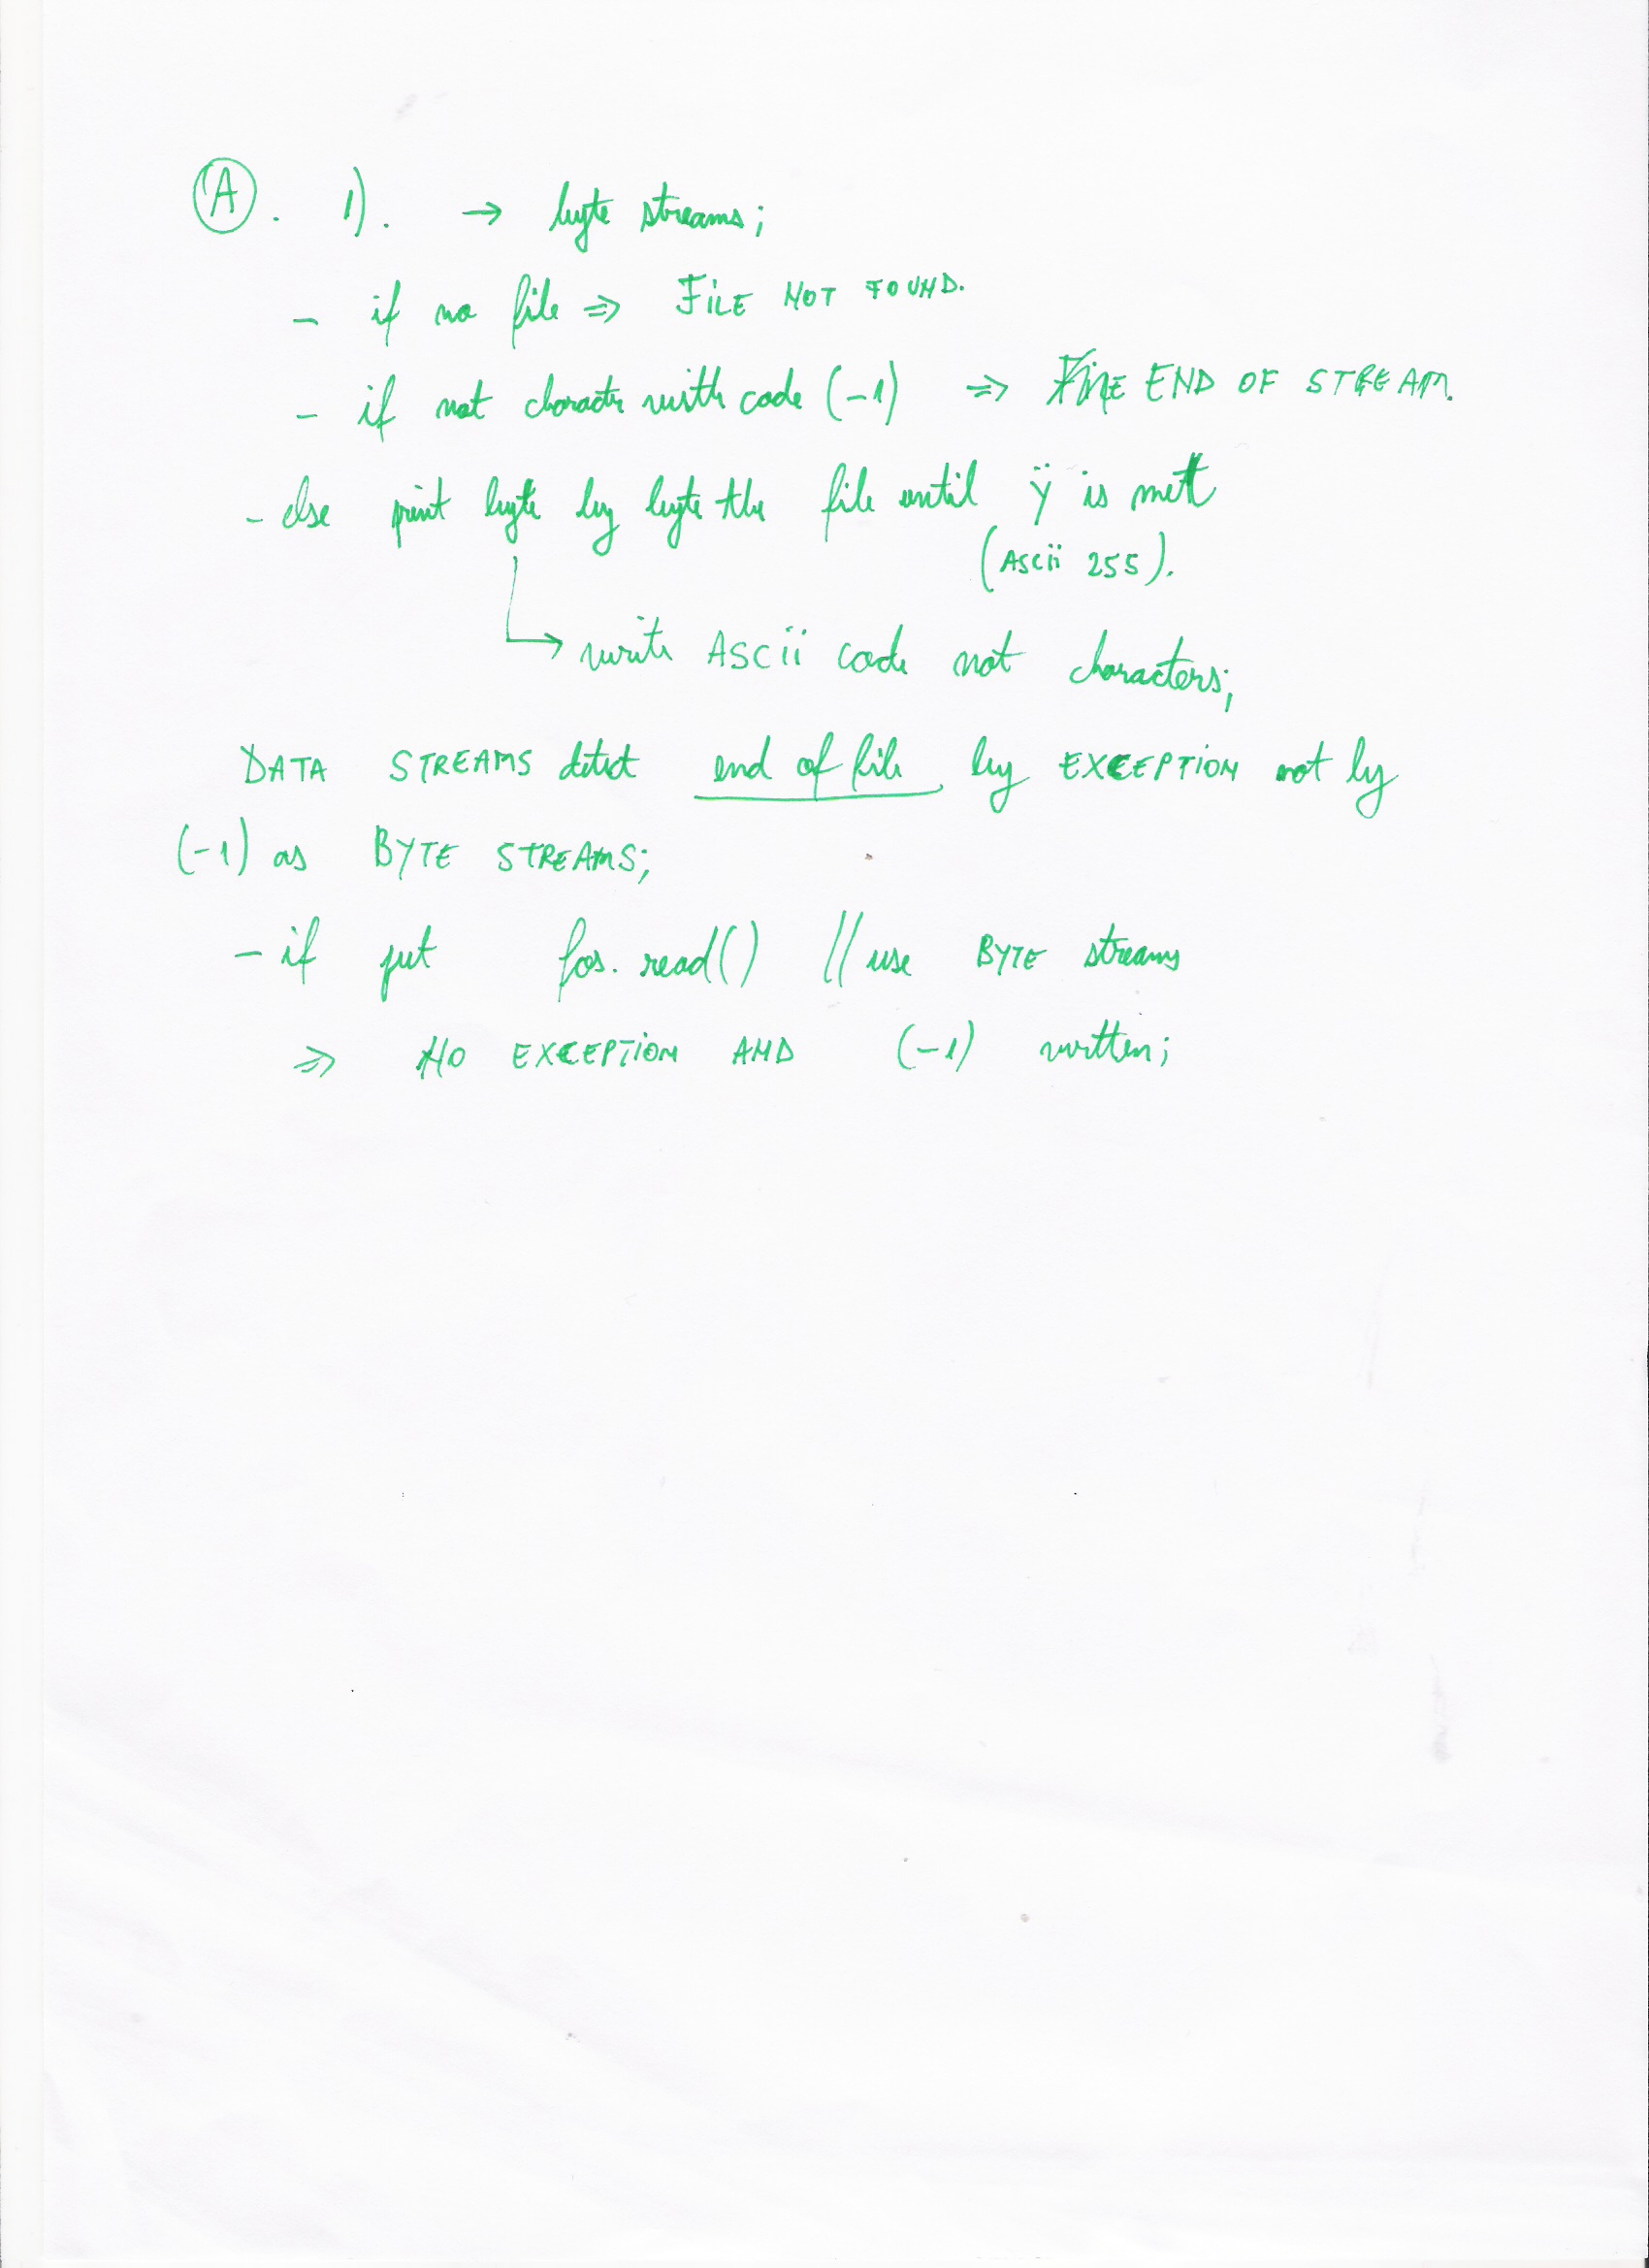 (A). 1). → byte streams;
- if no file ⇒ FILE NOT FOUND.
- if not character with code (-1) ⇒ END OF STREAM.
- else print byte by byte the file until ÿ is met
(Ascii 255).
→ write ASCii code not characters;
DATA STREAMS detect end of file by EXCEPTION not by
(-1) as BYTE STREAMS;
- if put fos.read() // use BYTE streams
⇒ NO EXCEPTION AND (-1) written;